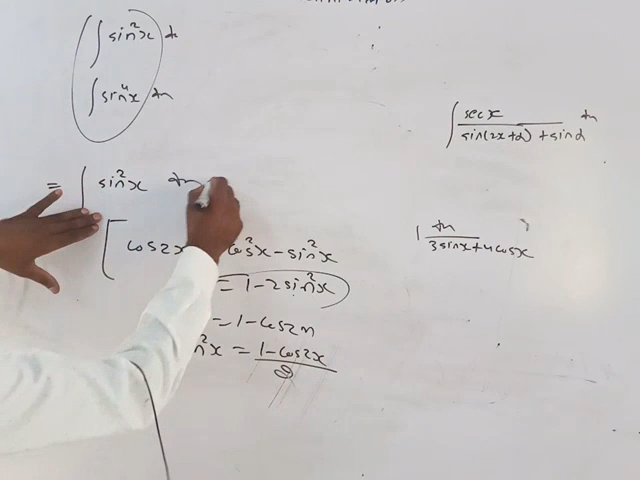 ∫ sin²x dx
∫ sin⁴x dx
= ∫ sin²x dx
[ cos2x cos²x - sin²x
= 1 - 2sin²x
= 1 - cos2x
x = 1 - cos2x / 2
∫ secx / sin(2x+α) + sinα dx
dx / 3sinx + 4cosx